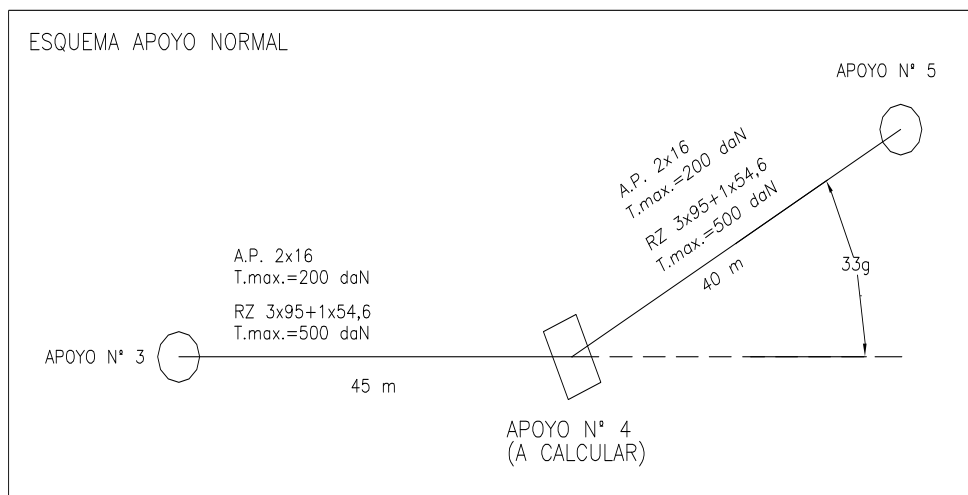 ESQUEMA APOYO NORMAL
APOYO Nº 5
A.P. 2x16
T.max.=200 daN
RZ 3x95+1x54,6
T.max.=500 daN
40 m
33g
A.P. 2x16
T.max.=200 daN
RZ 3x95+1x54,6
T.max.=500 daN
APOYO Nº 3
45 m
APOYO Nº 4
(A CALCULAR)